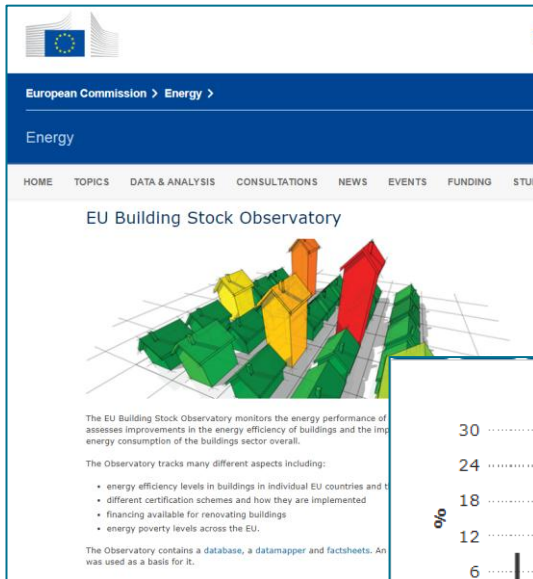 European Commission > Energy >
Energy
HOME TOPICS DATA & ANALYSIS CONSULTATIONS NEWS EVENTS FUNDING
EU Building Stock Observatory
The EU Building Stock Observatory monitors the energy performance of
assesses improvements in the energy efficiency of buildings and the
energy consumption of the buildings sector overall.
The Observatory tracks many different aspects including:
• energy efficiency levels in buildings in individual EU countries and
• different certification schemes and how they are implemented
• financing available for renovating buildings
• energy poverty levels across the EU.
The Observatory contains a database, a datamapper and factsheets. An
was used as a basis for it.
30
24
18
%
12
6